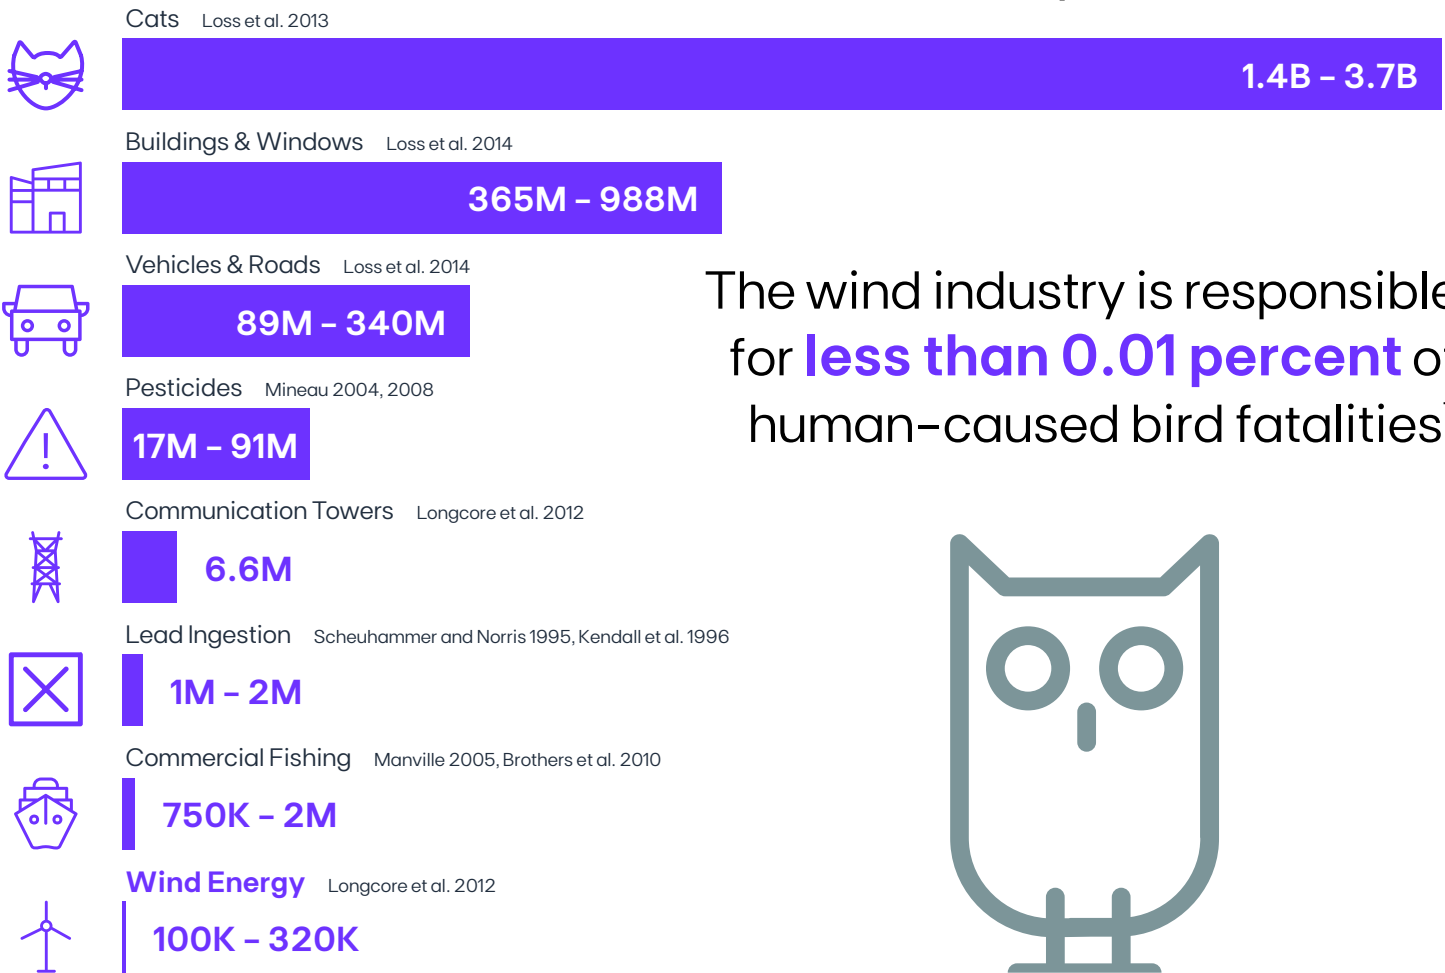 Cats Loss et al. 2013
1.4B – 3.7B
Buildings & Windows Loss et al. 2014
365M – 988M
Vehicles & Roads Loss et al. 2014
89M – 340M
The wind industry is responsible
for less than 0.01 percent of
human-caused bird fatalities
Pesticides Mineau 2004, 2008
17M – 91M
Communication Towers Longcore et al. 2012
6.6M
Lead Ingestion Scheuhammer and Norris 1995, Kendall et al. 1996
1M – 2M
Commercial Fishing Manville 2005, Brothers et al. 2010
750K – 2M
Wind Energy Longcore et al. 2012
100K – 320K